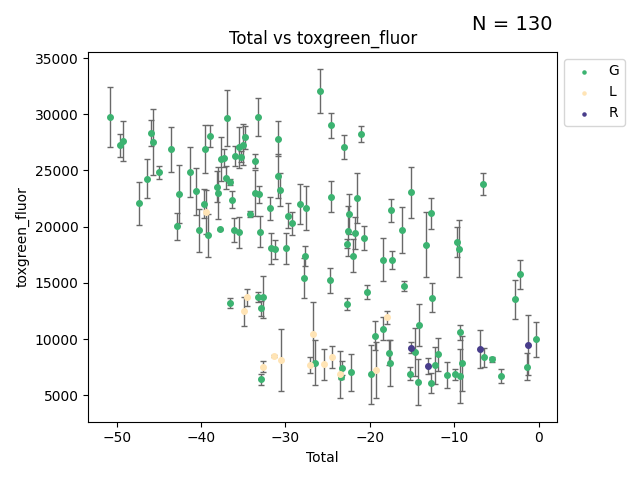 N = 130
Total vs toxgreen_fluor
35000
30000
25000
20000
15000
10000
5000
toxgreen_fluor
−50
−40
−30
−20
−10
0
Total
G
L
R